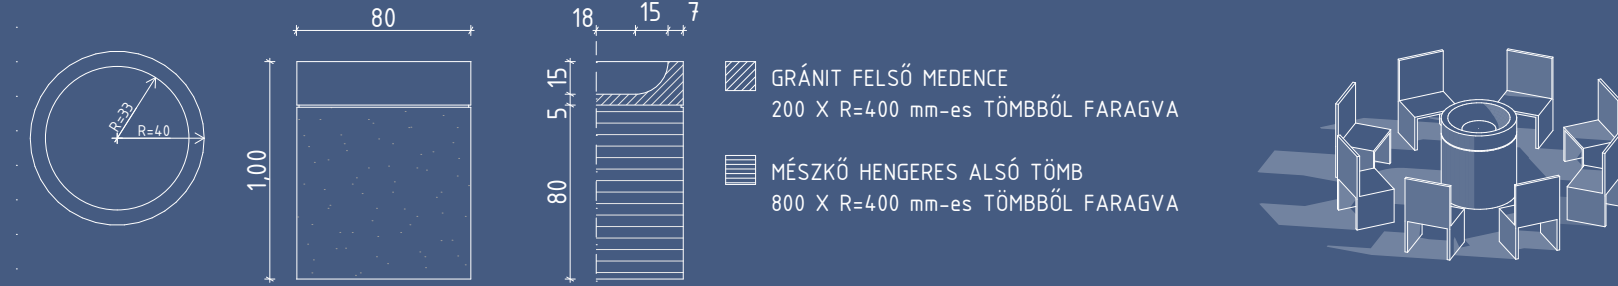 R=33
R=40
80
1,00
18 15 7
15
5
80
GRÁNIT FELSŐ MEDENCE
200 X R=400 mm-es TÖMBBŐL FARAGVA
MÉSZKŐ HENGERES ALSÓ TÖMB
800 X R=400 mm-es TÖMBBŐL FARAGVA